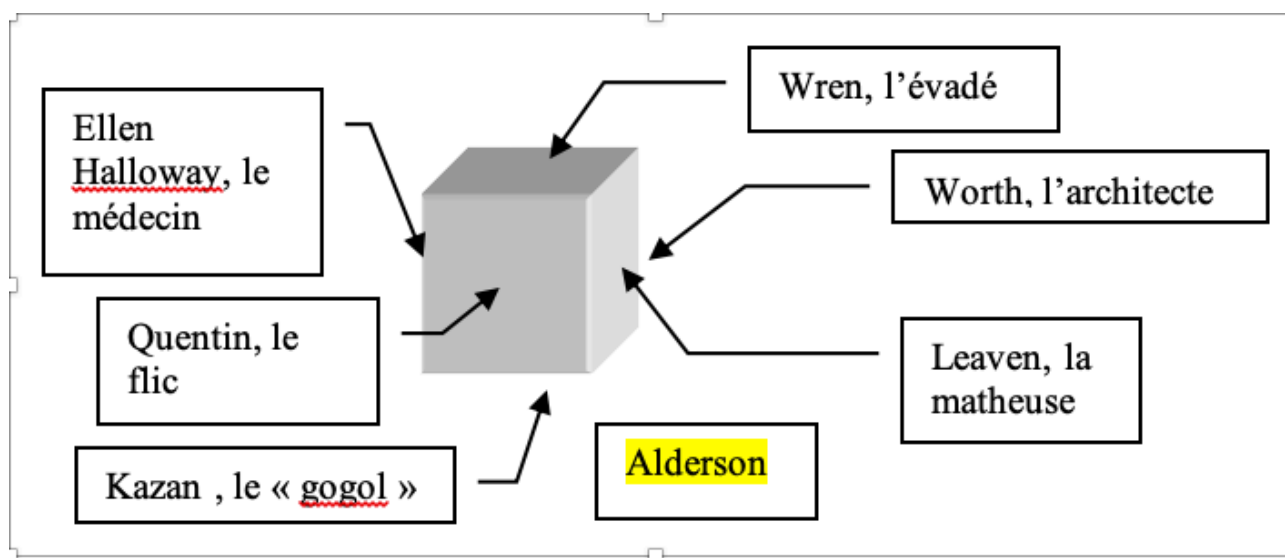 Ellen
Halloway, le
médecin
Wren, l'évadé
Worth, l'architecte
Quentin, le
flic
Leaven, la
matheuse
Kazan , le « gogol »
Alderson